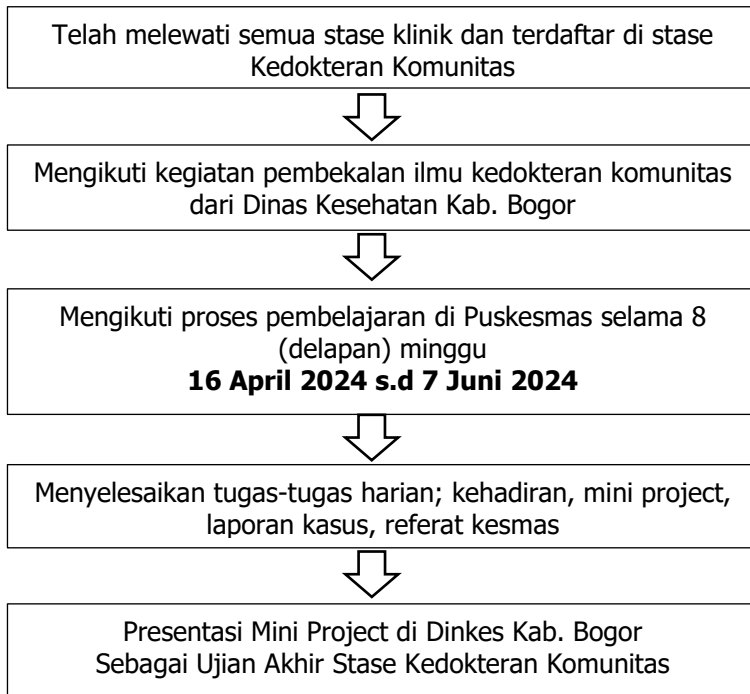 Telah melewati semua stase klinik dan terdaftar di stase
Kedokteran Komunitas
Mengikuti kegiatan pembekalan ilmu kedokteran komunitas
dari Dinas Kesehatan Kab. Bogor
Mengikuti proses pembelajaran di Puskesmas selama 8
(delapan) minggu
16 April 2024 s.d 7 Juni 2024
Menyelesaikan tugas-tugas harian; kehadiran, mini project,
laporan kasus, referat kesmas
Presentasi Mini Project di Dinkes Kab. Bogor
Sebagai Ujian Akhir Stase Kedokteran Komunitas